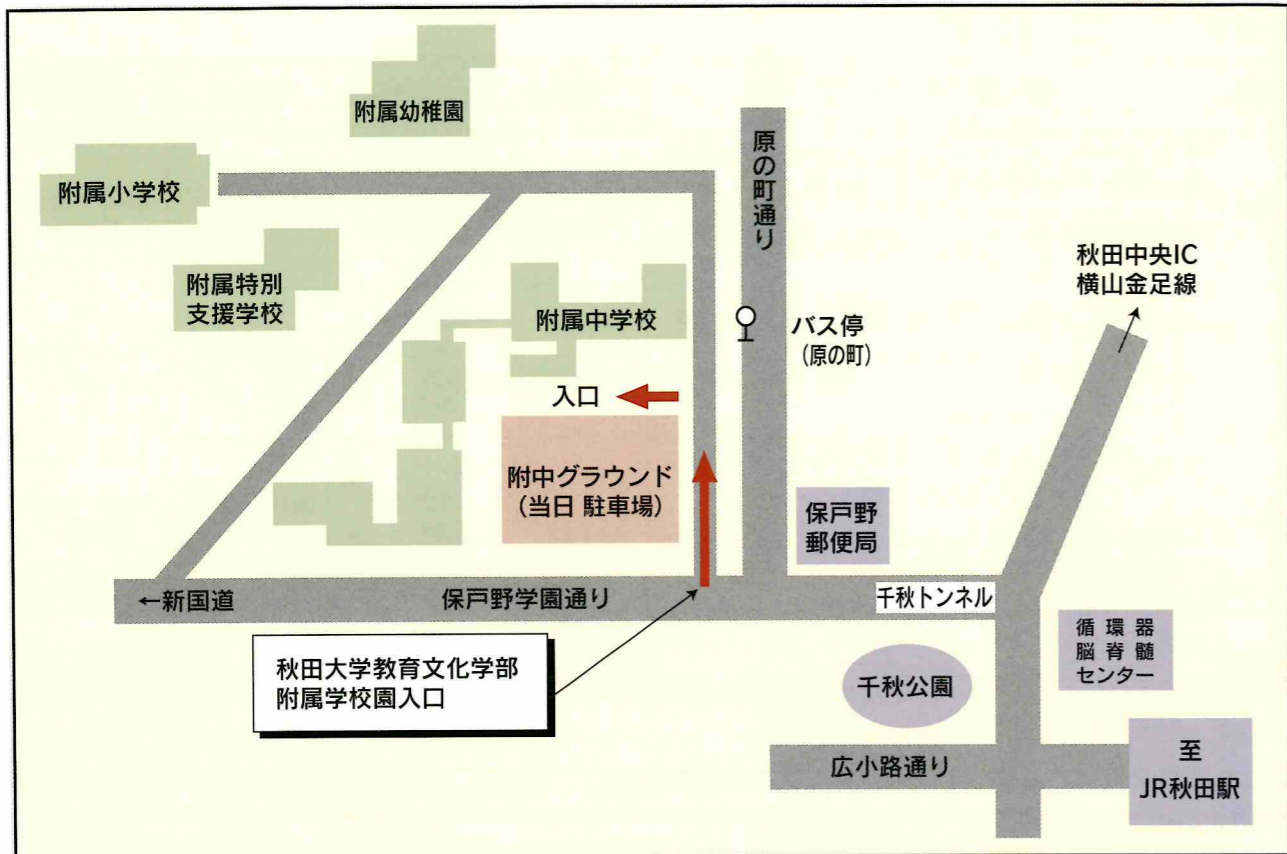 附属幼稚園
附属小学校
原の町通り
附属特別
支援学校
秋田中央IC
横山金足線
附属中学校
バス停
（原の町）
入口
附中グラウンド
（当日 駐車場）
保戸野
郵便局
←新国道
保戸野学園通り
千秋トンネル
循環器
脳脊髄
センター
秋田大学教育文化学部
附属学校園入口
千秋公園
広小路通り
至
JR秋田駅